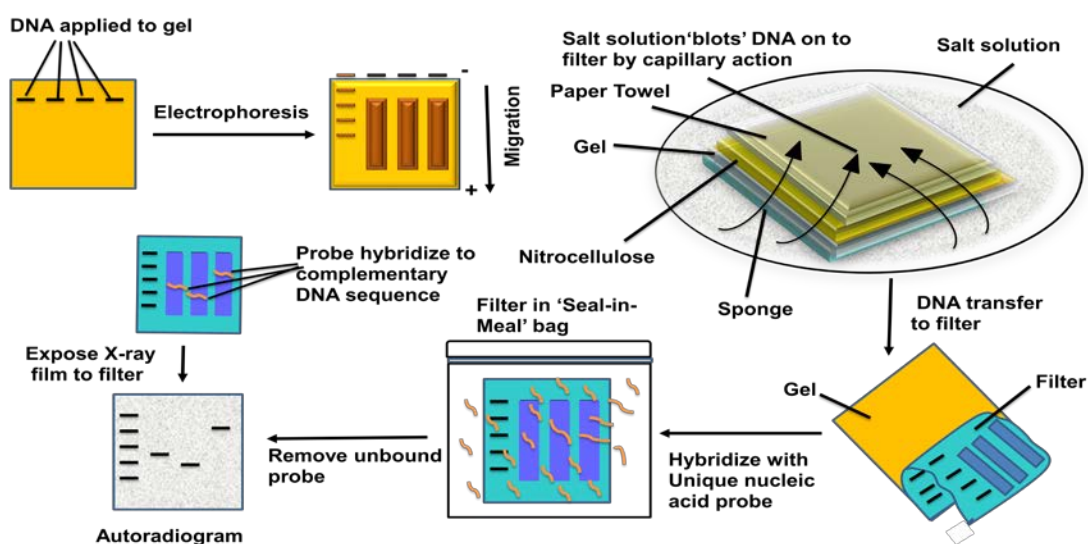 DNA applied to gel
Electrophoresis
-
+
Migration
Salt solution‘blots’ DNA on to
filter by capillary action
Salt solution
Paper Towel
Gel
Nitrocellulose
Sponge
DNA transfer
to filter
Gel
Filter
Hybridize with
Unique nucleic
acid probe
Filter in ‘Seal-in-
Meal’ bag
Remove unbound
probe
Probe hybridize to
complementary
DNA sequence
Expose X-ray
film to filter
Autoradiogram